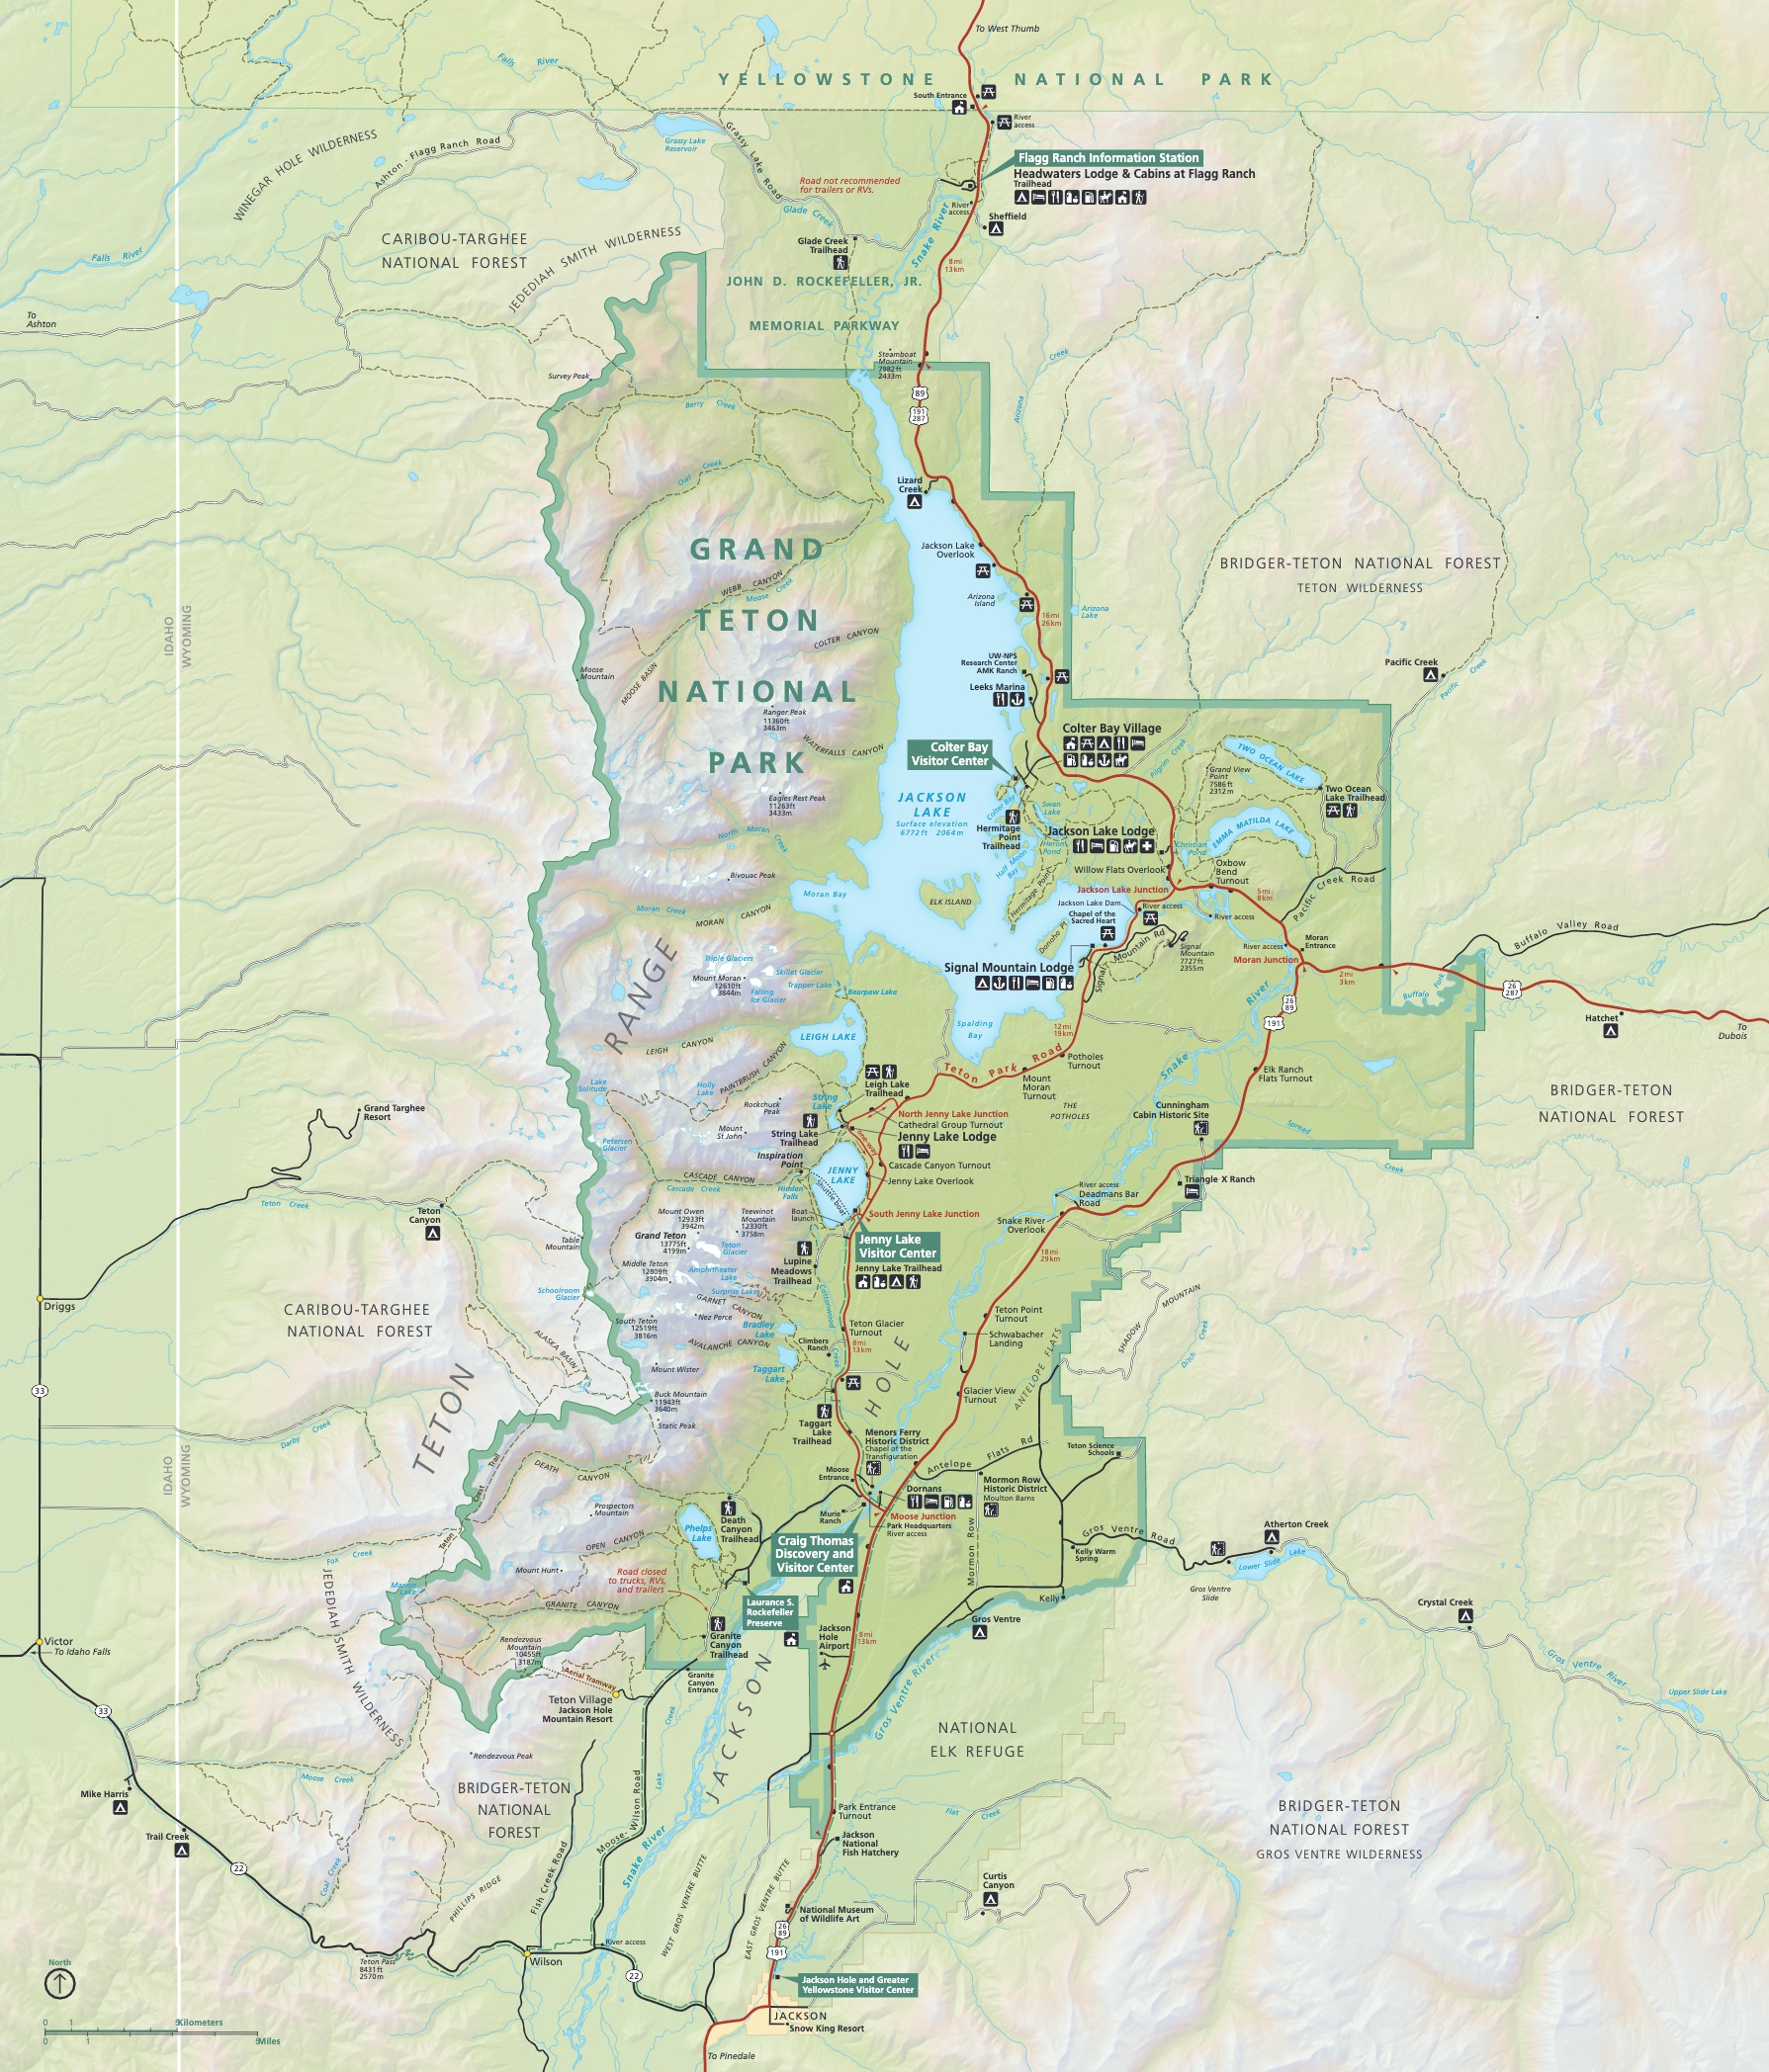 To West Thumb
Falls River
YELLOWSTONE NATIONAL PARK
South Entrance
River
access
WINEGAR HOLE WILDERNESS
Ashton - Flagg Ranch Road
Grassy Lake
Reservoir
Grassy Lake Road
Flagg Ranch Information Station
Headwaters Lodge & Cabins at Flagg Ranch
Trailhead
Road not recommended
for trailers or RVs.
Glade Creek
River
access
Snake River
Sheffield
CARIBOU-TARGHEE
NATIONAL FOREST
JEDEDIAH SMITH WILDERNESS
Falls River
Glade Creek
Trailhead
8mi
13km
JOHN D. ROCKEFELLER, JR.
MEMORIAL PARKWAY
To
Ashton
Steamboat
Mountain
7982ft
2433m
Survey Peak
89
191
287
Berry Creek
Arizona Creek
Owl Creek
Lizard
Creek
GRAND
TETON
NATIONAL
PARK
Jackson Lake
Overlook
WEBB CANYON
Moose Creek
Arizona
Island
Arizona
Lake
16mi
26km
BRIDGER-TETON NATIONAL FOREST
TETON WILDERNESS
IDAHO
WYOMING
COLTER CANYON
Moose
Mountain
MOOSE BASIN
UW-NPS
Research Center
AMK Ranch
Leeks Marina
Pacific Creek
Pacific Creek
Ranger Peak
11360ft
3463m
WATERFALLS CANYON
Colter Bay Village
Colter Bay
Visitor Center
Pilgrim Creek
TWO OCEAN LAKE
Grand View
Point
7586ft
2312m
Two Ocean
Lake Trailhead
Eagles Rest Peak
11263ft
3433m
JACKSON
LAKE
Surface elevation
6772ft 2064m
Colter Bay
Swan
Lake
Hermitage
Point
Trailhead
Heron
Pond
Half Moon
Bay
Jackson Lake Lodge
EMMA MATILDA LAKE
Christian
Pond
North Moran Creek
Willow Flats Overlook
Oxbow
Bend
Turnout
Bivouac Peak
Moran Bay
ELK ISLAND
Hermitage Point
Jackson Lake Junction
5mi
8km
Pacific Creek Road
Moran Creek
MORAN CANYON
Jackson Lake Dam
River access
Chapel of the
Sacred Heart
River access
Donoho Pt
Signal Mountain Rd
Signal
Mountain
7727ft
2355m
River access
Moran
Entrance
Moran Junction
Buffalo Valley Road
RANGE
Triple Glaciers
Mount Moran
12610ft
3844m
Skillet Glacier
Falling
Ice Glacier
Trapper Lake
Bearpaw Lake
Signal Mountain Lodge
2mi
3km
Buffalo Fork
26
287
Hatchet
To
Dubois
26
89
191
LEIGH LAKE
Spalding
Bay
12mi
19km
LEIGH CANYON
PAINTBRUSH CANYON
Teton Park Road
Potholes
Turnout
Mount
Moran
Turnout
Snake River
Elk Ranch
Flats Turnout
BRIDGER-TETON
NATIONAL FOREST
Lake
Solitude
Holly
Lake
Leigh Lake
Trailhead
String
Lake
Rockchuck
Peak
THE
POTHOLES
Cunningham
Cabin Historic Site
Spread Creek
Grand Targhee
Resort
Mount
St John
String Lake
Trailhead
North Jenny Lake Junction
Cathedral Group Turnout
Jenny Lake Lodge
one-way
Petersen
Glacier
Inspiration
Point
Cascade Canyon Turnout
Jenny Lake Overlook
CASCADE CANYON
Cascade Creek
Hidden
Falls
JENNY
LAKE
Shuttle boat
Boat
launch
South Jenny Lake Junction
River access
Deadmans Bar
Road
Triangle X Ranch
Teton Creek
Teton
Canyon
Snake River
Overlook
Mount Owen
12933ft
3942m
Teewinot
Mountain
12330ft
3758m
Grand Teton
13775ft
4199m
Teton
Glacier
Table
Mountain
Jenny Lake
Visitor Center
Jenny Lake Trailhead
Lupine
Meadows
Trailhead
Middle Teton
12809ft
3904m
Amphitheater
Lake
Surprise Lake
18mi
29km
Schoolroom
Glacier
Driggs
GARNET CANYON
Nez Perce
South Teton
12519ft
3816m
Bradley
Lake
Cottonwood Creek
Teton Glacier
Turnout
8mi
13km
Climbers
Ranch
Teton Point
Turnout
Schwabacher
Landing
SHADOW MOUNTAIN
Ditch Creek
CARIBOU-TARGHEE
NATIONAL FOREST
ALASKA BASIN
AVALANCHE CANYON
Taggart
Lake
Mount Wister
Buck Mountain
11943ft
3640m
Static Peak
Glacier View
Turnout
ANTELOPE FLATS
33
TETON
Taggart
Lake
Trailhead
Menors Ferry
Historic District
Chapel of the
Transfiguration
Antelope Flats Rd
Teton Science
Schools
Darby Creek
IDAHO
WYOMING
DEATH CANYON
Teton Crest Trail
Moose
Entrance
Dornans
Mormon Row
Historic District
Moulton Barns
Prospectors
Mountain
Phelps
Lake
Death
Canyon
Trailhead
Murie
Ranch
Moose Junction
Park Headquarters
River access
Craig Thomas
Discovery and
Visitor Center
Gros Ventre Road
Kelly Warm
Spring
Atherton Creek
Lower Slide Lake
Gros Ventre
Slide
OPEN CANYON
Fox Creek
Mount Hunt
Road closed
to trucks, RVs,
and trailers
Marion
Lake
Mormon Row
Kelly
GRANITE CANYON
Laurance S.
Rockefeller
Preserve
Crystal Creek
JEDEDIAH SMITH WILDERNESS
Gros Ventre
Jackson
Hole
Airport
8mi
13km
Victor
To Idaho Falls
Rendezvous
Mountain
10455ft
3187m
Granite
Canyon
Trailhead
Granite
Canyon
Entrance
Aerial Tramway
Teton Village
Jackson Hole
Mountain Resort
Gros Ventre River
Gros Ventre River
Upper Slide Lake
33
JACKSON HOLE
NATIONAL
ELK REFUGE
Rendezvous Peak
Moose Creek
Lake Creek
Mike Harris
BRIDGER-TETON
NATIONAL
FOREST
Moose-Wilson Road
Park Entrance
Turnout
Flat Creek
BRIDGER-TETON
NATIONAL FOREST
GROS VENTRE WILDERNESS
Trail Creek
Jackson
National
Fish Hatchery
22
Coal Creek
PHILLIPS RIDGE
Fish Creek Road
Snake River
WEST GROS VENTRE BUTTE
EAST GROS VENTRE BUTTE
Curtis
Canyon
National Museum
of Wildlife Art
26
89
191
River access
Wilson
Teton Pass
8431ft
2570m
22
North
Jackson Hole and Greater
Yellowstone Visitor Center
0 1 5 Kilometers
0 1 5 Miles
JACKSON
Snow King Resort
To Pinedale